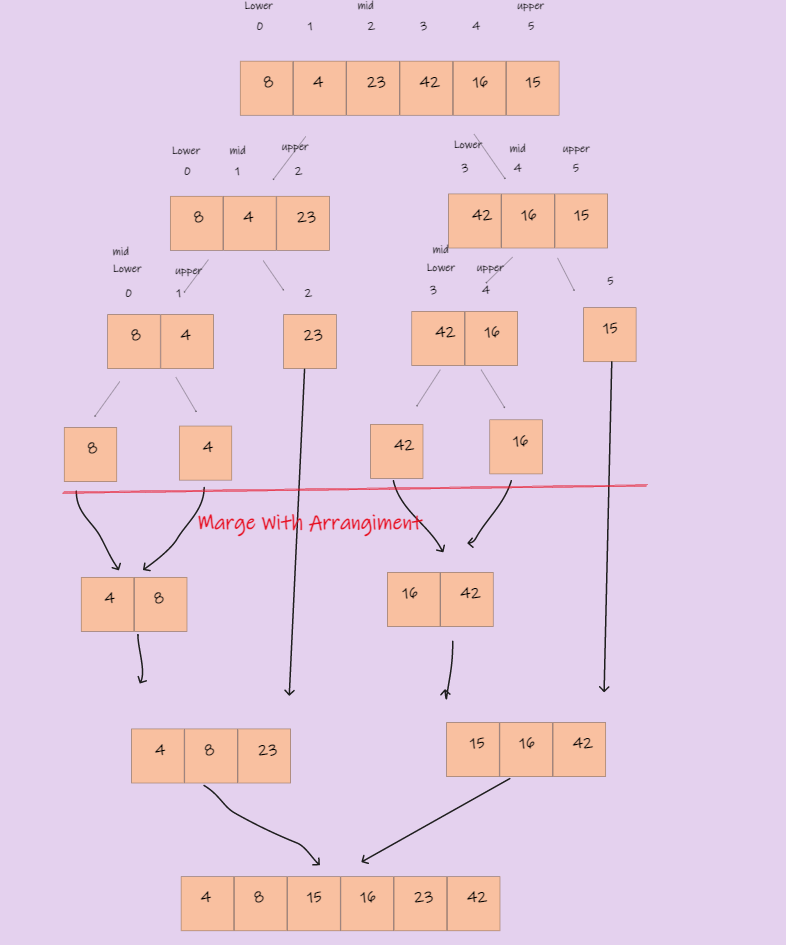 Lower mid upper
0 1 2 3 4 5
8 4 23 42 16 15
Lower mid upper
0 1 2
Lower mid upper
3 4 5
8 4 23
42 16 15
mid
Lower upper
0 1 2
mid
Lower upper
3 4 5
8 4
23
42 16
15
8
4
42
16
Marge With Arrangiment
4 8
16 42
4 8 23
15 16 42
4 8 15 16 23 42